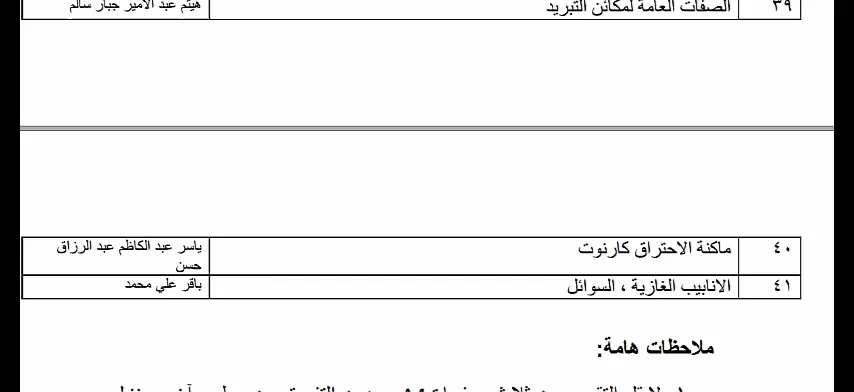 ٣٩ الصفات العامة لمكائن التبريد هيثم عبد الامير جبار سالم
٤٠ ماكنة الاحتراق كارنوت ياسر عبد الكاظم عبد الرزاق
حسن
٤١ الانابيب الغازية ، السوائل باقر علي محمد
ملاحظات هامة: